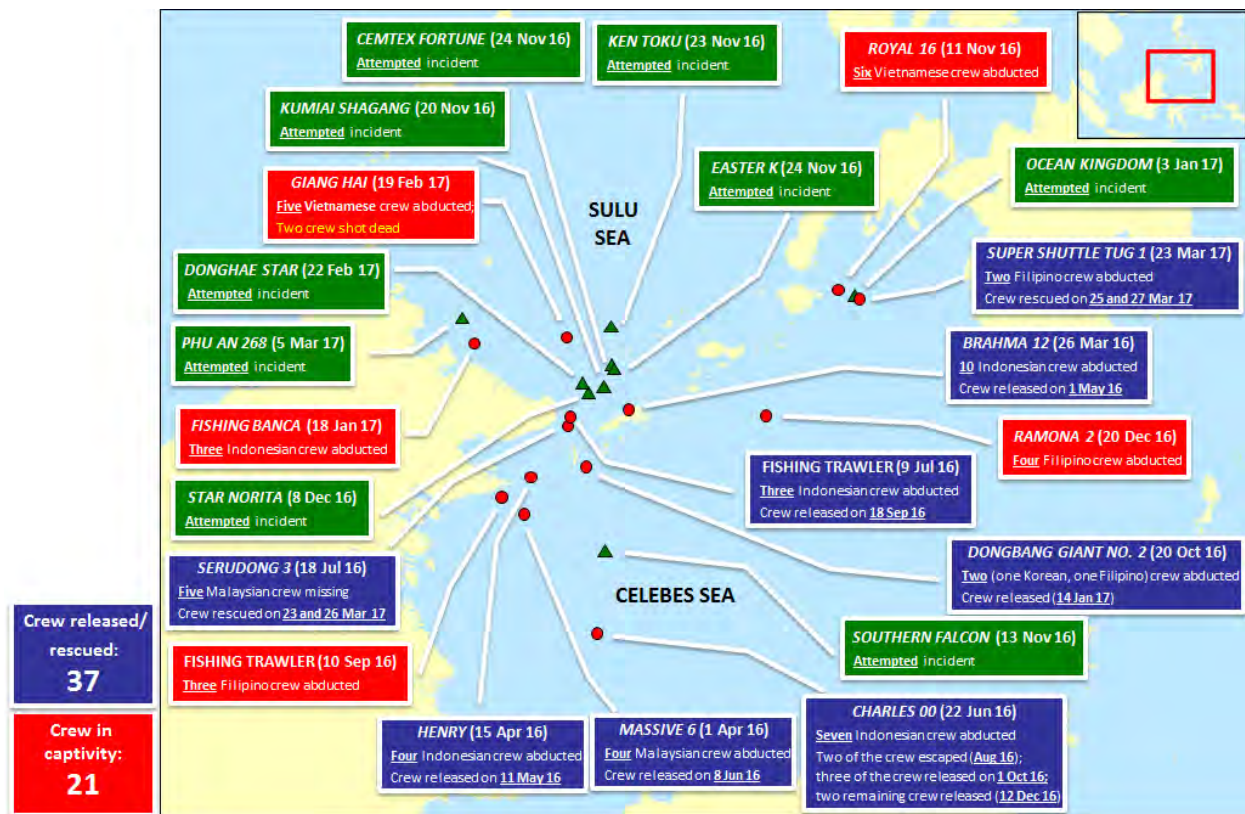 CEMTEX FORTUNE (24 Nov 16)
Attempted incident
KEN TOKU (23 Nov 16)
Attempted incident
ROYAL 16 (11 Nov 16)
Six Vietnamese crew abducted
KUMIAI SHAGANG (20 Nov 16)
Attempted incident
EASTER K (24 Nov 16)
Attempted incident
OCEAN KINGDOM (3 Jan 17)
Attempted incident
GIANG HAI (19 Feb 17)
Five Vietnamese crew abducted;
Two crew shot dead
SULU
SEA
DONGHAE STAR (22 Feb 17)
Attempted incident
SUPER SHUTTLE TUG 1 (23 Mar 17)
Two Filipino crew abducted
Crew rescued on 25 and 27 Mar 17
PHU AN 268 (5 Mar 17)
Attempted incident
BRAHMA 12 (26 Mar 16)
10 Indonesian crew abducted
Crew released on 1 May 16
FISHING BANCA (18 Jan 17)
Three Indonesian crew abducted
RAMONA 2 (20 Dec 16)
Four Filipino crew abducted
FISHING TRAWLER (9 Jul 16)
Three Indonesian crew abducted
Crew released on 18 Sep 16
STAR NORITA (8 Dec 16)
Attempted incident
SERUDONG 3 (18 Jul 16)
Five Malaysian crew missing
Crew rescued on 23 and 26 Mar 17
DONGBANG GIANT NO. 2 (20 Oct 16)
Two (one Korean, one Filipino) crew abducted
Crew released (14 Jan 17)
CELEBES SEA
Crew released/
rescued:
37
SOUTHERN FALCON (13 Nov 16)
Attempted incident
FISHING TRAWLER (10 Sep 16)
Three Filipino crew abducted
Crew in
captivity:
21
HENRY (15 Apr 16)
Four Indonesian crew abducted
Crew released on 11 May 16
MASSIVE 6 (1 Apr 16)
Four Malaysian crew abducted
Crew released on 8 Jun 16
CHARLES 00 (22 Jun 16)
Seven Indonesian crew abducted
Two of the crew escaped (Aug 16);
three of the crew released on 1 Oct 16;
two remaining crew released (12 Dec 16)